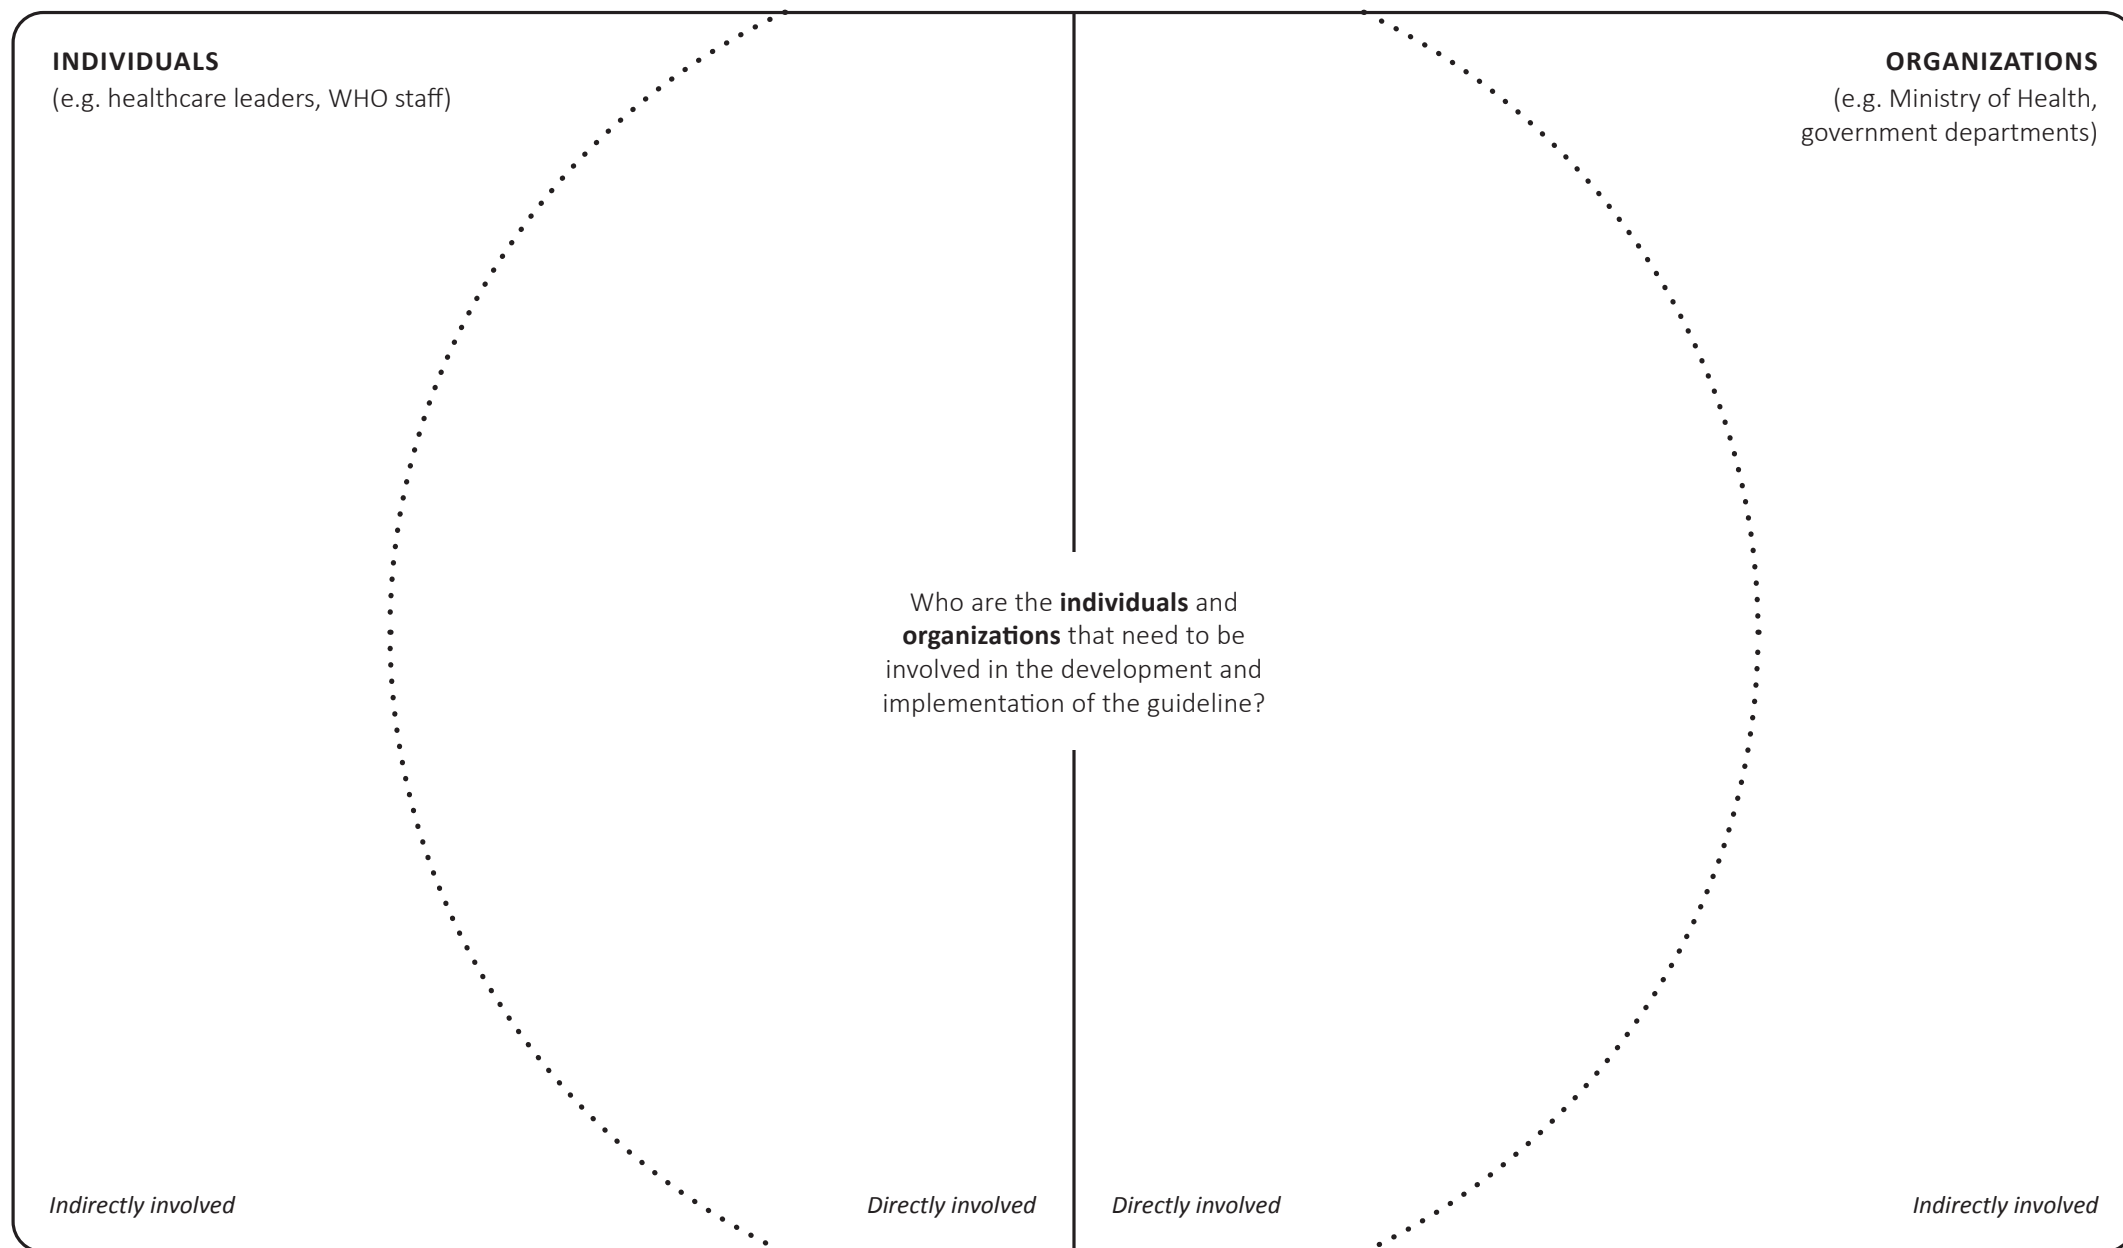 INDIVIDUALS
(e.g. healthcare leaders, WHO staff)
ORGANIZATIONS
(e.g. Ministry of Health,
government departments)
Who are the individuals and
organizations that need to be
involved in the development and
implementation of the guideline?
Indirectly involved
Directly involved
Directly involved
Indirectly involved